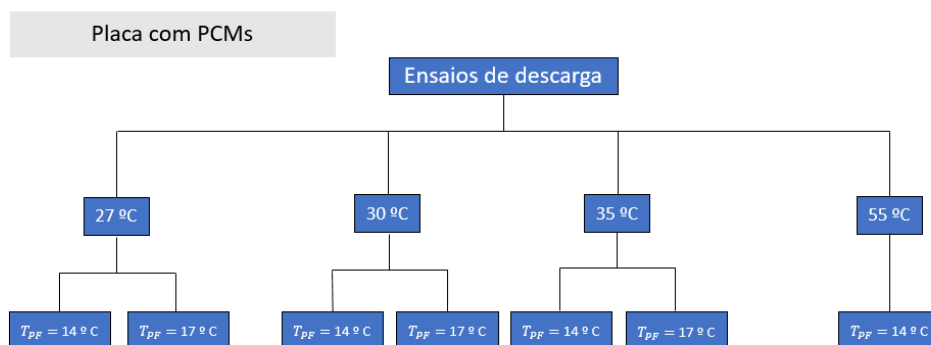 Placa com PCMs
Ensaios de descarga
27 ºC
30 ºC
35 ºC
55 ºC
T_PF = 14 º C
T_PF = 17 º C
T_PF = 14 º C
T_PF = 17 º C
T_PF = 14 º C
T_PF = 17 º C
T_PF = 14 º C